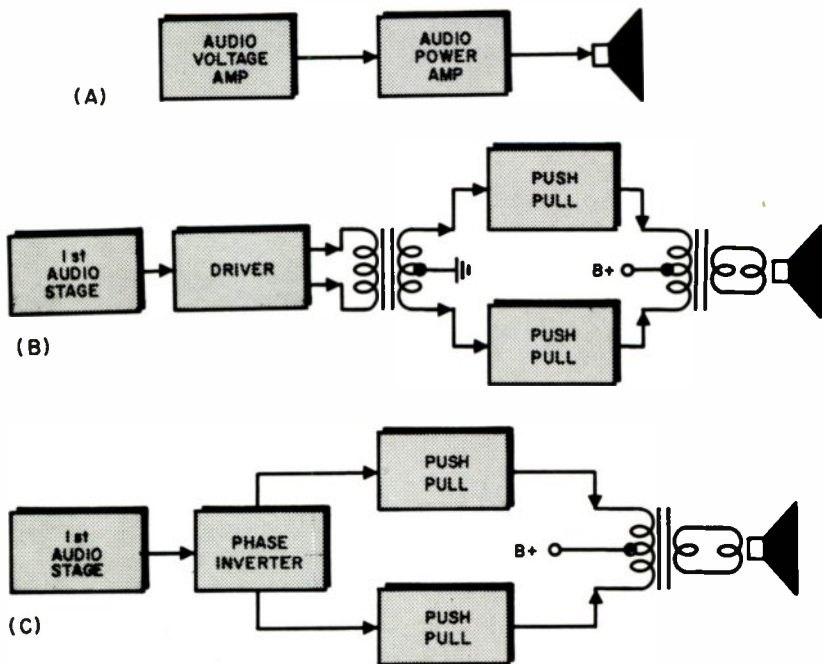 AUDIO
VOLTAGE
AMP
AUDIO
POWER
AMP
(A)
1st
AUDIO
STAGE
DRIVER
PUSH
PULL
B+
PUSH
PULL
(B)
1st
AUDIO
STAGE
PHASE
INVERTER
PUSH
PULL
B+
PUSH
PULL
(C)